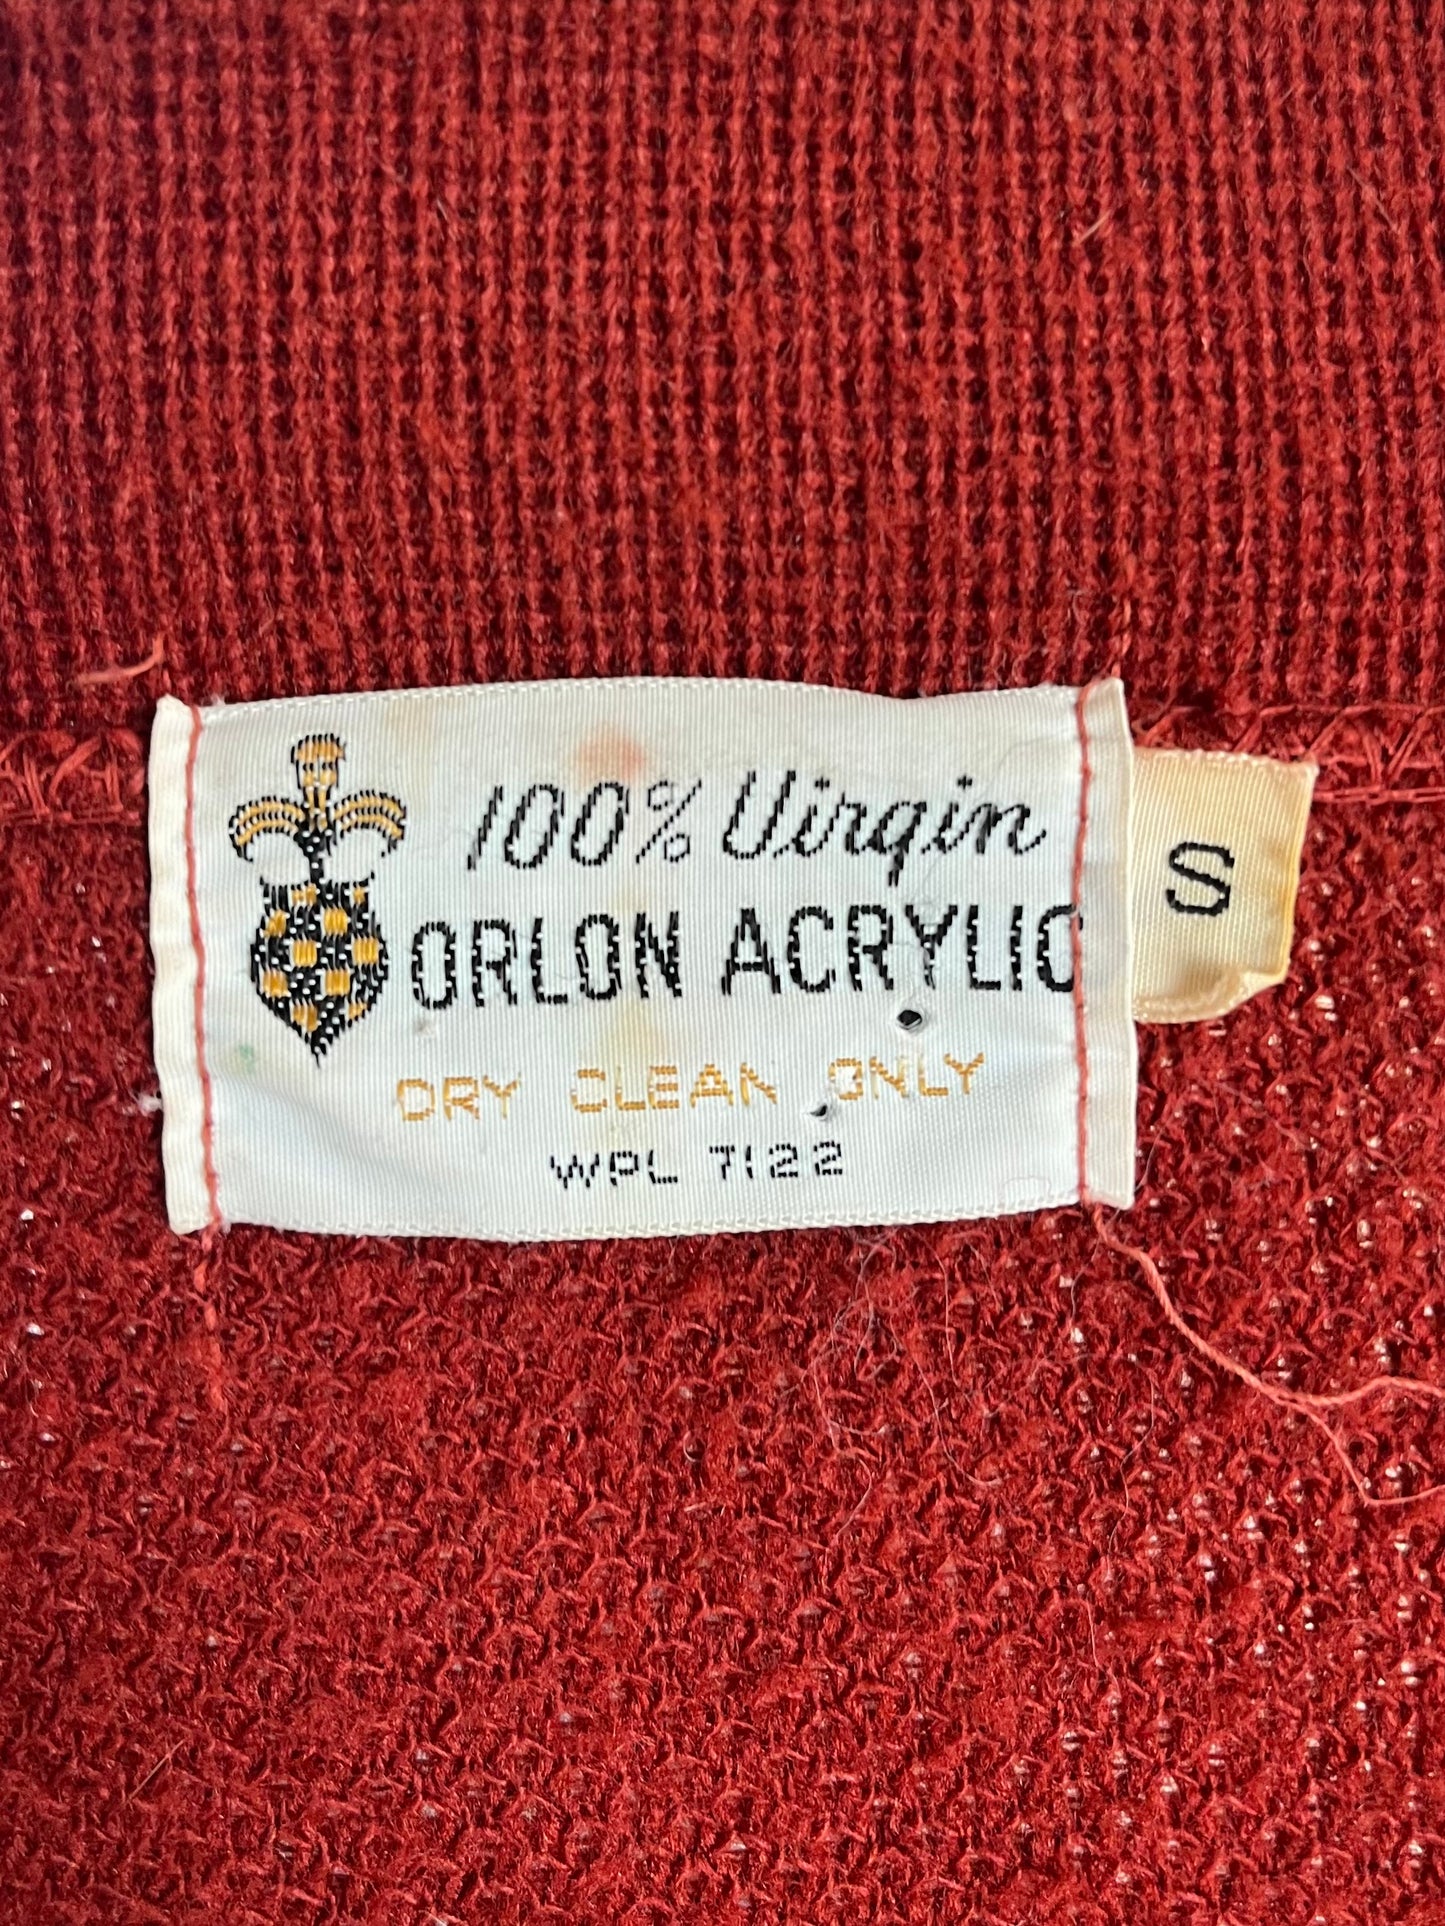 100% Virgin
ORLON ACRYLIC
S
DRY CLEAN ONLY
WPL 7122